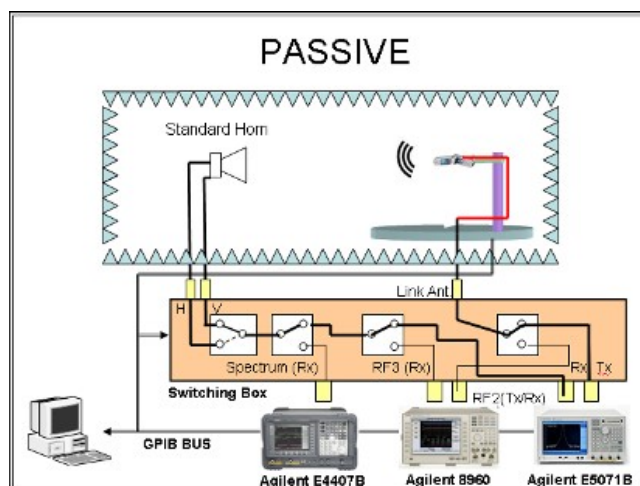 PASSIVE
Standard Horn
Link Ant.
H V
Spectrum (Rx)
RF3 (Rx)
Rx Tx
Switching Box
RF2(Tx/Rx)
GPIB BUS
Agilent E4407B
Agilent 8960
Agilent E5071B